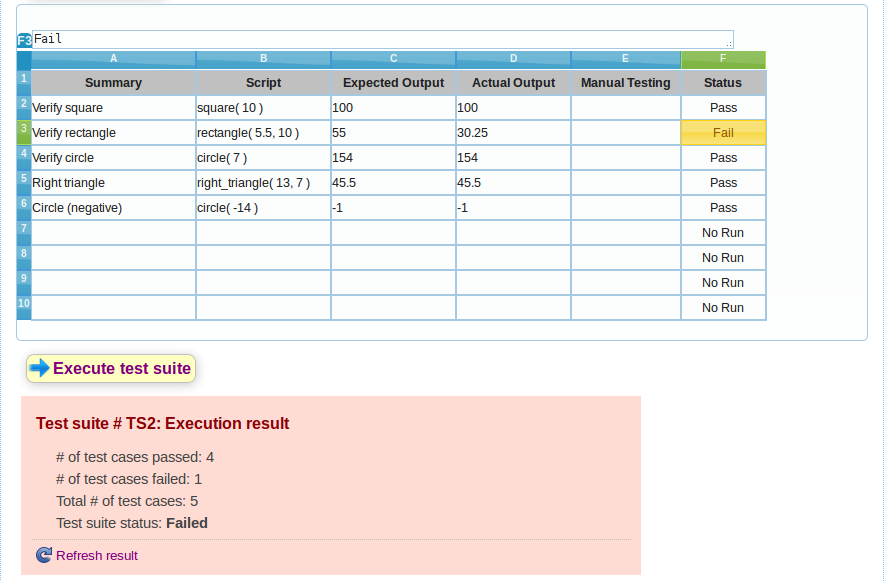 F3 Fail
A B C D E F
1 Summary Script Expected Output Actual Output Manual Testing Status
2 Verify square square( 10 ) 100 100 Pass
3 Verify rectangle rectangle( 5.5, 10 ) 55 30.25 Fail
4 Verify circle circle( 7 ) 154 154 Pass
5 Right triangle right_triangle( 13, 7 ) 45.5 45.5 Pass
6 Circle (negative) circle( -14 ) -1 -1 Pass
7 No Run
8 No Run
9 No Run
10 No Run
Execute test suite
Test suite # TS2: Execution result
# of test cases passed: 4
# of test cases failed: 1
Total # of test cases: 5
Test suite status: Failed
Refresh result